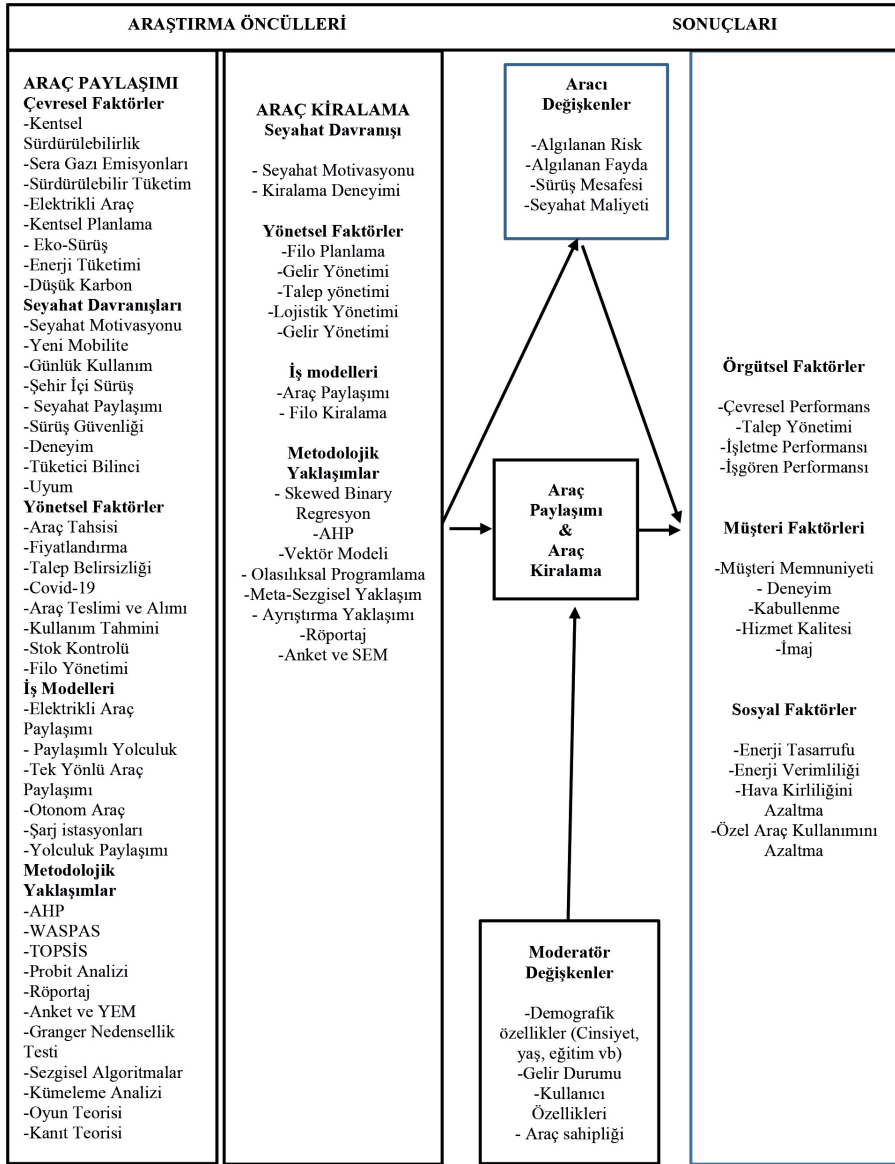 ARAŞTIRMA ÖNCÜLLERİ
SONUÇLARI
ARAÇ PAYLAŞIMI
Çevresel Faktörler
-Kentsel
Sürdürülebilirlik
-Sera Gazı Emisyonları
-Sürdürülebilir Tüketim
-Elektrikli Araç
-Kentsel Planlama
- Eko-Sürüş
-Enerji Tüketimi
-Düşük Karbon
Seyahat Davranışları
-Seyahat Motivasyonu
-Yeni Mobilite
-Günlük Kullanım
-Şehir İçi Sürüş
- Seyahat Paylaşımı
-Sürüş Güvenliği
-Deneyim
-Tüketici Bilinci
-Uyum
Yönetsel Faktörler
-Araç Tahsisi
-Fiyatlandırma
-Talep Belirsizliği
-Covid-19
-Araç Teslimi ve Alımı
-Kullanım Tahmini
-Stok Kontrolü
-Filo Yönetimi
İş Modelleri
-Elektrikli Araç
Paylaşımı
- Paylaşımlı Yolculuk
-Tek Yönlü Araç
Paylaşımı
-Otonom Araç
-Şarj istasyonları
-Yolculuk Paylaşımı
Metodolojik
Yaklaşımlar
-AHP
-WASPAS
-TOPSİS
-Probit Analizi
-Röportaj
-Anket ve YEM
-Granger Nedensellik
Testi
-Sezgisel Algoritmalar
-Kümeleme Analizi
-Oyun Teorisi
-Kanıt Teorisi
ARAÇ KİRALAMA
Seyahat Davranışı
- Seyahat Motivasyonu
- Kiralama Deneyimi
Yönetsel Faktörler
-Filo Planlama
-Gelir Yönetimi
-Talep yönetimi
-Lojistik Yönetimi
-Gelir Yönetimi
İş modelleri
-Araç Paylaşımı
- Filo Kiralama
Metodolojik
Yaklaşımlar
- Skewed Binary
Regresyon
- AHP
-Vektör Modeli
- Olasılıksal Programlama
-Meta-Sezgisel Yaklaşım
- Ayrıştırma Yaklaşımı
-Röportaj
-Anket ve SEM
Aracı
Değişkenler
-Algılanan Risk
-Algılanan Fayda
-Sürüş Mesafesi
-Seyahat Maliyeti
Araç
Paylaşımı
&
Araç
Kiralama
Moderatör
Değişkenler
-Demografik
özellikler (Cinsiyet,
yaş, eğitim vb)
-Gelir Durumu
-Kullanıcı
Özellikleri
- Araç sahipliği
Örgütsel Faktörler
-Çevresel Performans
-Talep Yönetimi
-İşletme Performansı
-İşgören Performansı
Müşteri Faktörleri
-Müşteri Memnuniyeti
- Deneyim
-Kabullenme
-Hizmet Kalitesi
-İmaj
Sosyal Faktörler
-Enerji Tasarrufu
-Enerji Verimliliği
-Hava Kirliliğini
Azaltma
-Özel Araç Kullanımını
Azaltma